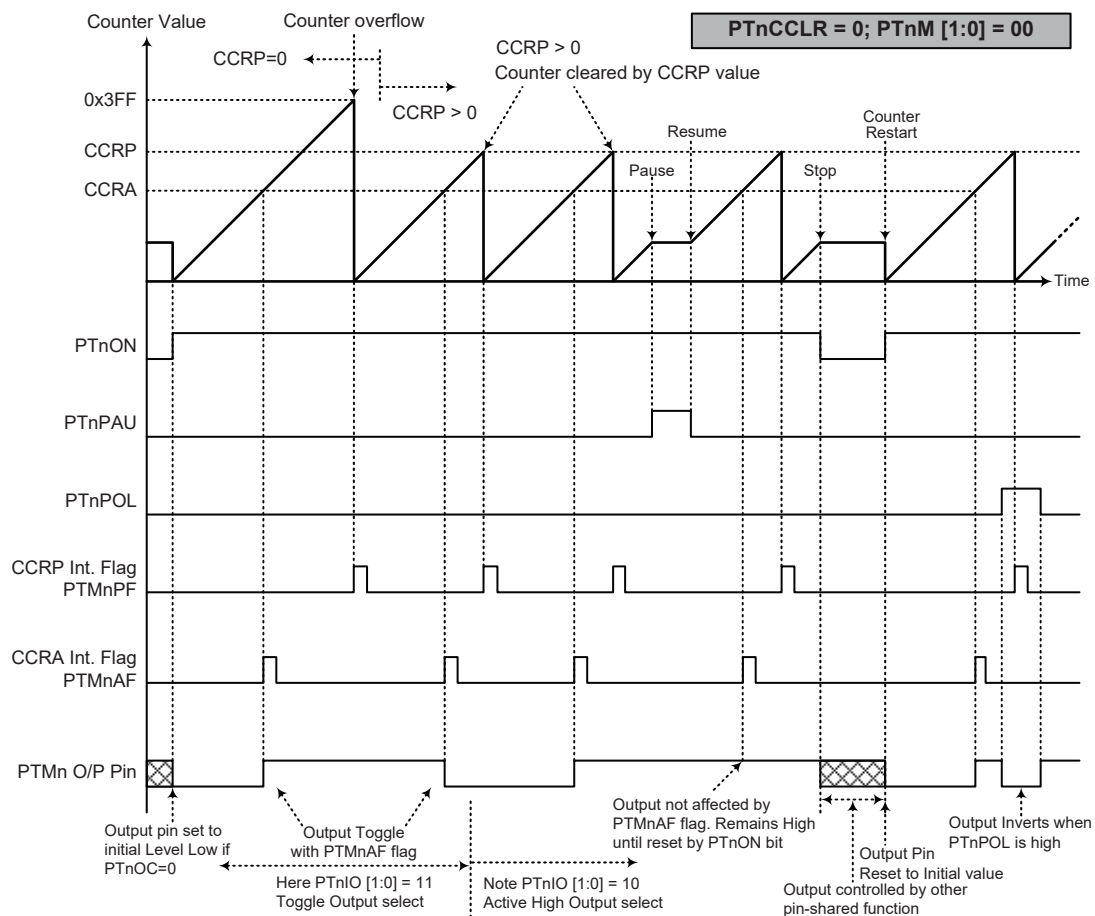 Counter Value
Counter overflow
PTnCCLR = 0; PTnM [1:0] = 00
CCRP=0
CCRP > 0
CCRP > 0
Counter cleared by CCRP value
0x3FF
CCRP
CCRA
Pause
Resume
Stop
Counter
Restart
Time
PTnON
PTnPAU
PTnPOL
CCRP Int. Flag
PTMnPF
CCRA Int. Flag
PTMnAF
PTMn O/P Pin
Output pin set to
initial Level Low if
PTnOC=0
Output Toggle
with PTMnAF flag
Here PTnIO [1:0] = 11
Toggle Output select
Note PTnIO [1:0] = 10
Active High Output select
Output not affected by
PTMnAF flag. Remains High
until reset by PTnON bit
Output controlled by other
pin-shared function
Output Pin
Reset to Initial value
Output Inverts when
PTnPOL is high